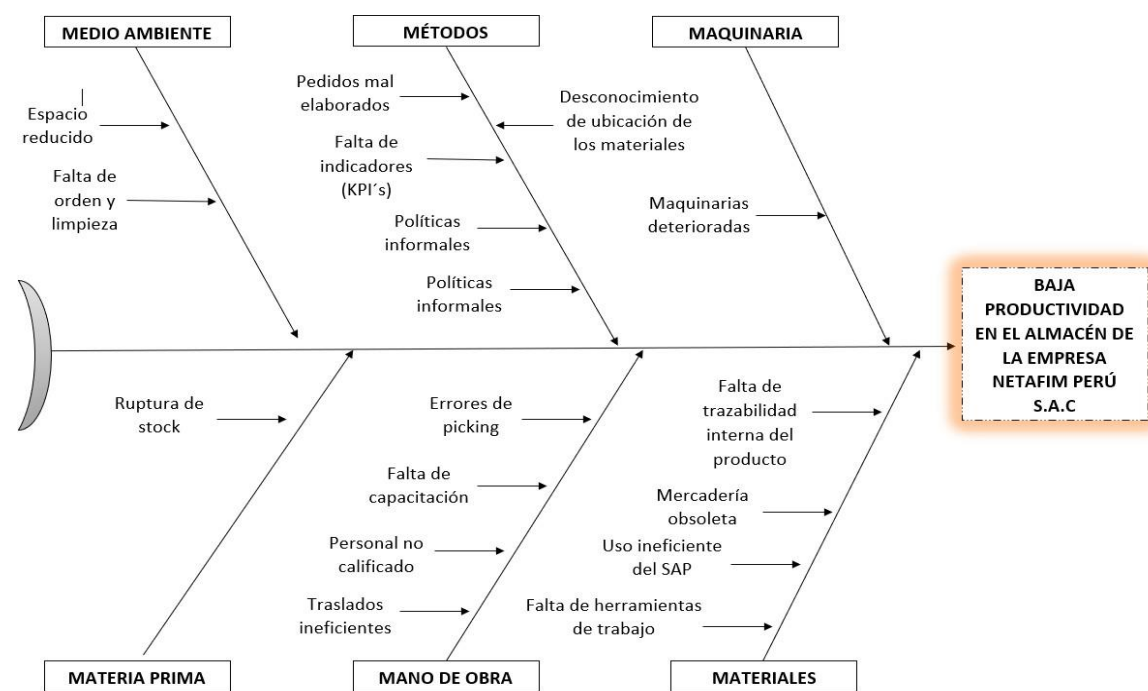 MEDIO AMBIENTE
MÉTODOS
MAQUINARIA
Espacio
reducido
Falta de
orden y
limpieza
Pedidos mal
elaborados
Desconocimiento
de ubicación de
los materiales
Falta de
indicadores
(KPI´s)
Políticas
informales
Políticas
informales
Maquinarias
deterioradas
BAJA
PRODUCTIVIDAD
EN EL ALMACÉN DE
LA EMPRESA
NETAFIM PERÚ
S.A.C
Ruptura de
stock
Errores de
picking
Falta de
capacitación
Personal no
calificado
Traslados
ineficientes
Falta de
trazabilidad
interna del
producto
Mercadería
obsoleta
Uso ineficiente
del SAP
Falta de herramientas
de trabajo
MATERIA PRIMA
MANO DE OBRA
MATERIALES